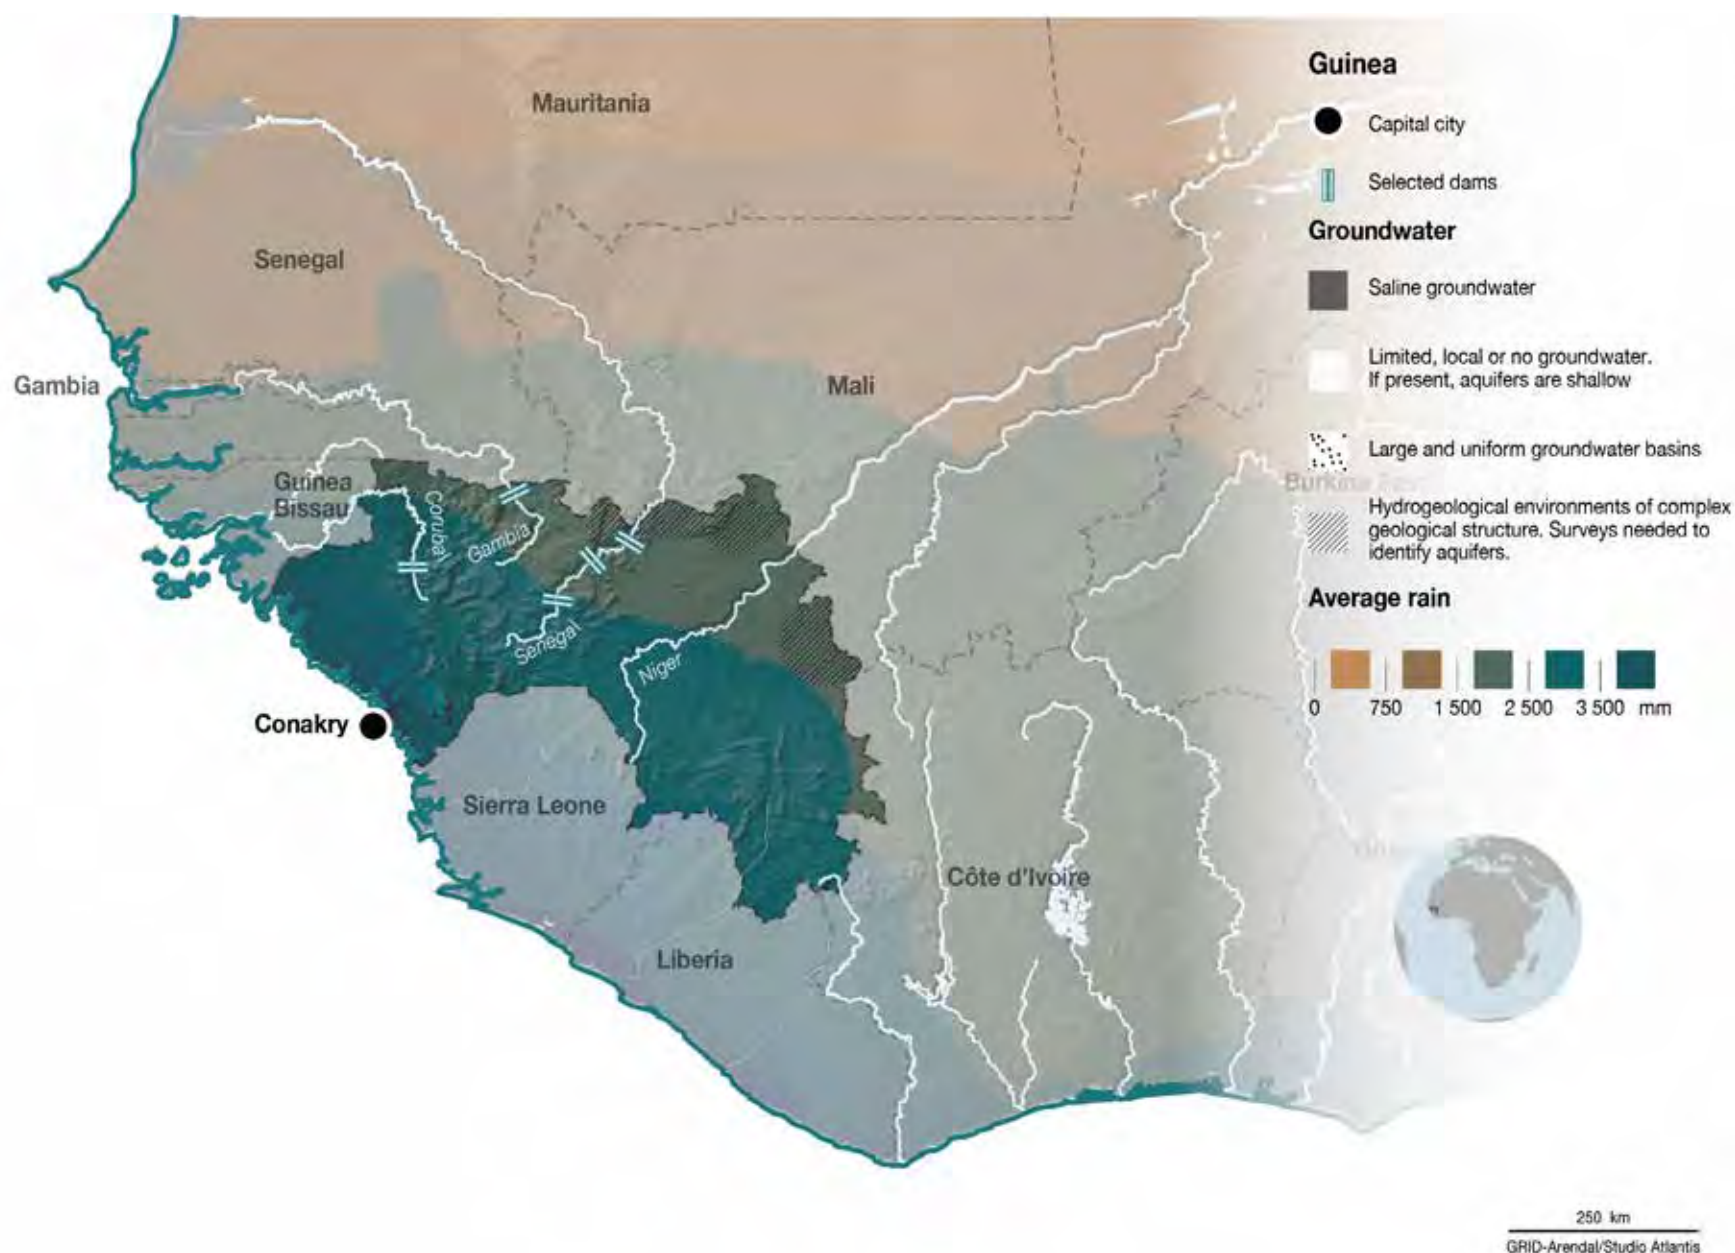 Guinea
Capital city
Selected dams
Groundwater
Saline groundwater
Limited, local or no groundwater.
If present, aquifers are shallow
Large and uniform groundwater basins
Hydrogeological environments of complex
geological structure. Surveys needed to
identify aquifers.
Average rain
0 750 1 500 2 500 3 500 mm
Mauritania
Senegal
Gambia
Mali
Guinea
Bissau
Burkina
Corubal
Gambia
Senegal
Niger
Conakry
Sierra Leone
Côte d'Ivoire
Liberia
250 km
GRID-Arendal/Studio Atlantis